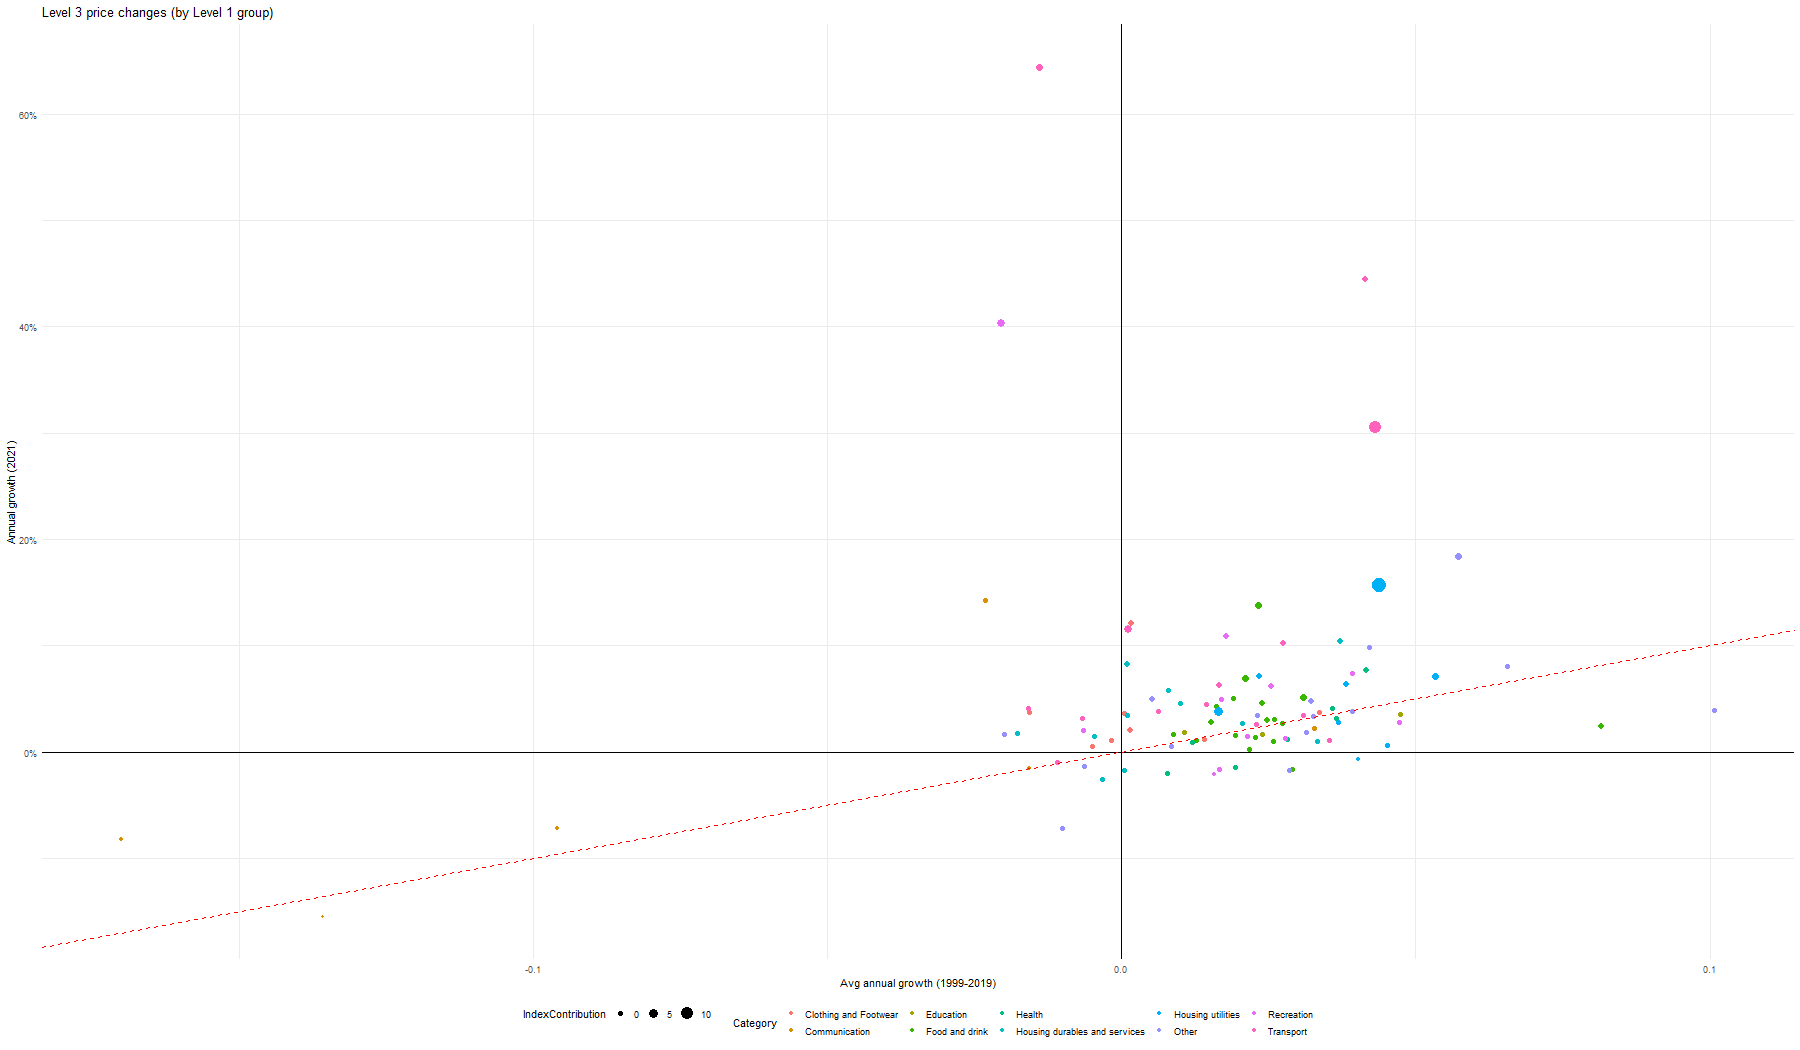 Level 3 price changes (by Level 1 group)
60%
40%
20%
0%
Annual growth (2021)
-0.1
0.0
0.1
Avg annual growth (1999-2019)
IndexContribution
0
5
10
Category
Clothing and Footwear
Education
Health
Housing utilities
Recreation
Communication
Food and drink
Housing durables and services
Other
Transport